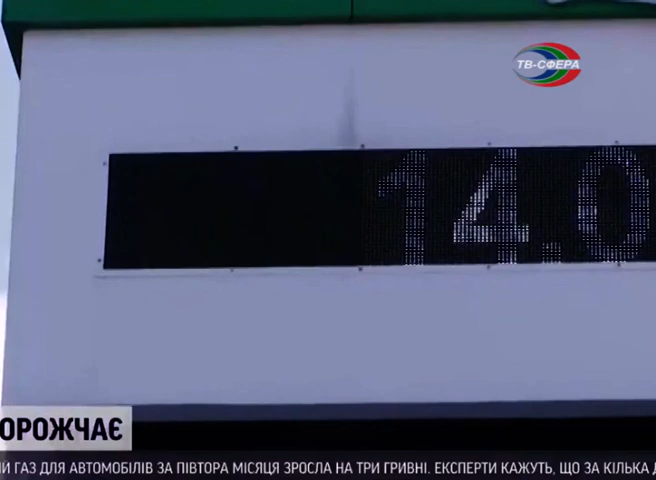 ТВ-СФЕРА
14.0
ОРОЖЧАЄ
И ГАЗ ДЛЯ АВТОМОБІЛІВ ЗА ПІВТОРА МІСЯЦЯ ЗРОСЛА НА ТРИ ГРИВНІ. ЕКСПЕРТИ КАЖУТЬ, ЩО ЗА КІЛЬКА